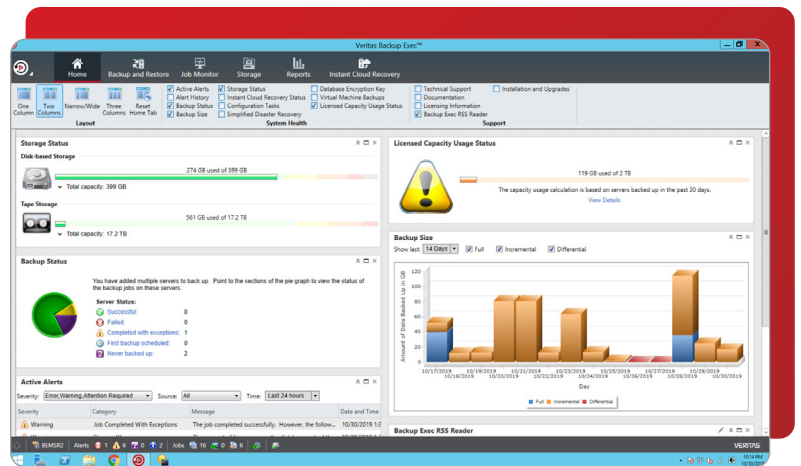 Veritas Backup Exec™
Home
Backup and Restore
Job Monitor
Storage
Reports
Instant Cloud Recovery
One Column
Two Columns
Narrow/Wide
Three Columns
Reset Home Tab
Layout
Active Alerts
Alert History
Backup Status
Backup Size
Storage Status
Instant Cloud Recovery Status
Configuration Tasks
Simplified Disaster Recovery
Database Encryption Key
Virtual Machine Backups
Licensed Capacity Usage Status
System Health
Technical Support
Documentation
Licensing Information
Backup Exec RSS Reader
Installation and Upgrades
Support
Storage Status
Disk-based Storage
274 GB used of 399 GB
Total capacity: 399 GB
Tape Storage
561 GB used of 17.2 TB
Total capacity: 17.2 TB
Backup Status
You have added multiple servers to back up. Point to the sections of the pie graph to view the status of
the backup jobs on these servers.
Server Status:
Successful: 8
Failed: 0
Completed with exceptions: 1
First backup scheduled: 0
Never backed up: 2
Active Alerts
Severity: Error,Warning,Attention Required Source: All Time: Last 24 hours
Severity Category Message Date and Time
Warning Job Completed With Exceptions The job completed successfully. However, the follow... 10/30/2019
Licensed Capacity Usage Status
119 GB used of 2 TB
The capacity usage calculation is based on servers backed up in the past 30 days.
View Details
Backup Size
Show last: 14 Days Full Incremental Differential
Amount of Data Backed Up in GB
120
100
80
60
40
20
0
10/17/2019 10/19/2019 10/21/2019 10/23/2019 10/25/2019 10/27/2019 10/29/2019
10/18/2019 10/20/2019 10/22/2019 10/24/2019 10/26/2019 10/28/2019 10/30/2019
Day
Full Incremental Differential
Backup Exec RSS Reader
BEMSR2 Alerts 1 6 0 2 Jobs 16 0 6
VERITAS
10:14 PM
10/30/2019